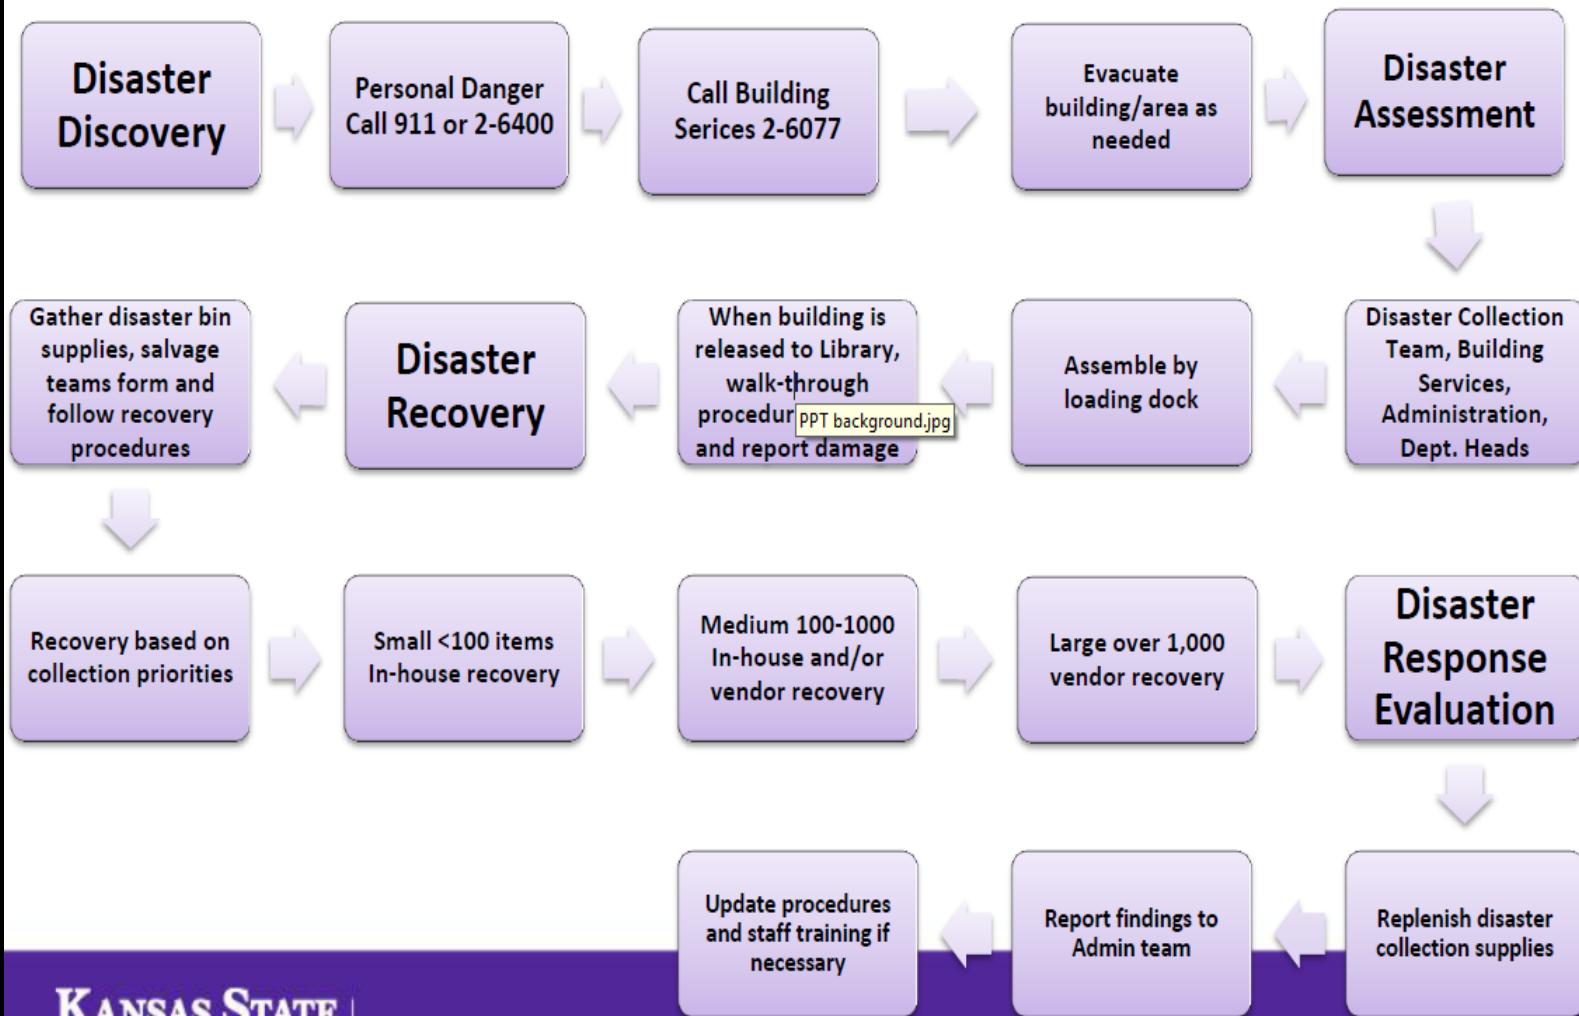 Disaster
Discovery
Personal Danger
Call 911 or 2-6400
Call Building
Serices 2-6077
Evacuate
building/area as
needed
Disaster
Assessment
Disaster Collection
Team, Building
Services,
Administration,
Dept. Heads
Assemble by
loading dock
When building is
released to Library,
walk-through
procedur
PPT background.jpg
and report damage
Disaster
Recovery
Gather disaster bin
supplies, salvage
teams form and
follow recovery
procedures
Recovery based on
collection priorities
Small <100 items
In-house recovery
Medium 100-1000
In-house and/or
vendor recovery
Large over 1,000
vendor recovery
Disaster
Response
Evaluation
Replenish disaster
collection supplies
Report findings to
Admin team
Update procedures
and staff training if
necessary
KANSAS STATE